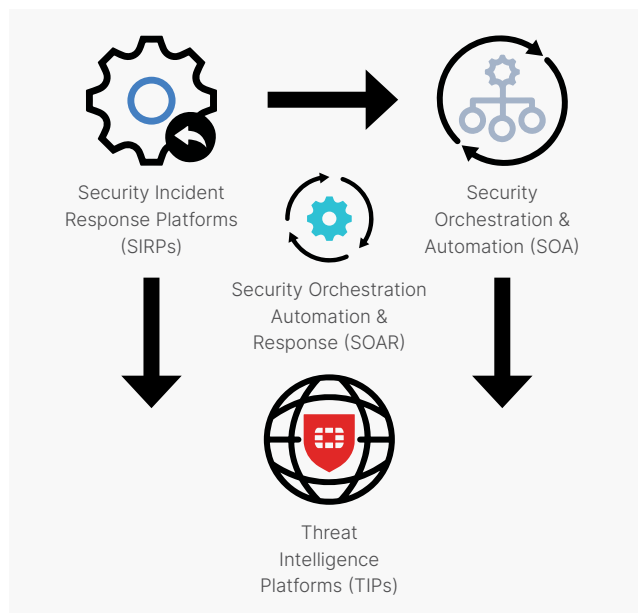 Security Incident
Response Platforms
(SIRPs)
Security
Orchestration &
Automation (SOA)
Security Orchestration
Automation &
Response (SOAR)
Threat
Intelligence
Platforms (TIPs)